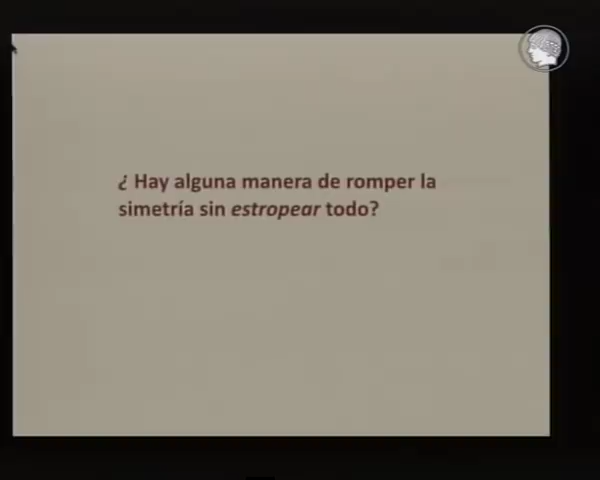 ¿ Hay alguna manera de romper la
simetría sin estropear todo?